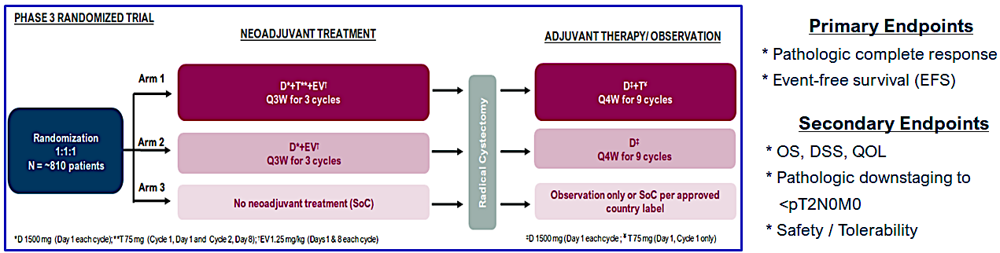 PHASE 3 RANDOMIZED TRIAL
NEOADJUVANT TREATMENT
ADJUVANT THERAPY/ OBSERVATION
Randomization
1:1:1
N = ~810 patients
Arm 1
D*+T**+EV†
Q3W for 3 cycles
Arm 2
D*+EV†
Q3W for 3 cycles
Arm 3
No neoadjuvant treatment (SoC)
Radical Cystectomy
D‡+T¥
Q4W for 9 cycles
D‡
Q4W for 9 cycles
Observation only or SoC per approved
country label
*D 1500 mg (Day 1 each cycle); **T 75 mg (Cycle 1, Day 1 and Cycle 2, Day 8); †EV 1.25 mg/kg (Days 1 & 8 each cycle)
‡D 1500 mg (Day 1 each cycle ; ¥ T 75 mg (Day 1, Cycle 1 only)
Primary Endpoints
* Pathologic complete response
* Event-free survival (EFS)
Secondary Endpoints
* OS, DSS, QOL
* Pathologic downstaging to
<pT2N0M0
* Safety / Tolerability